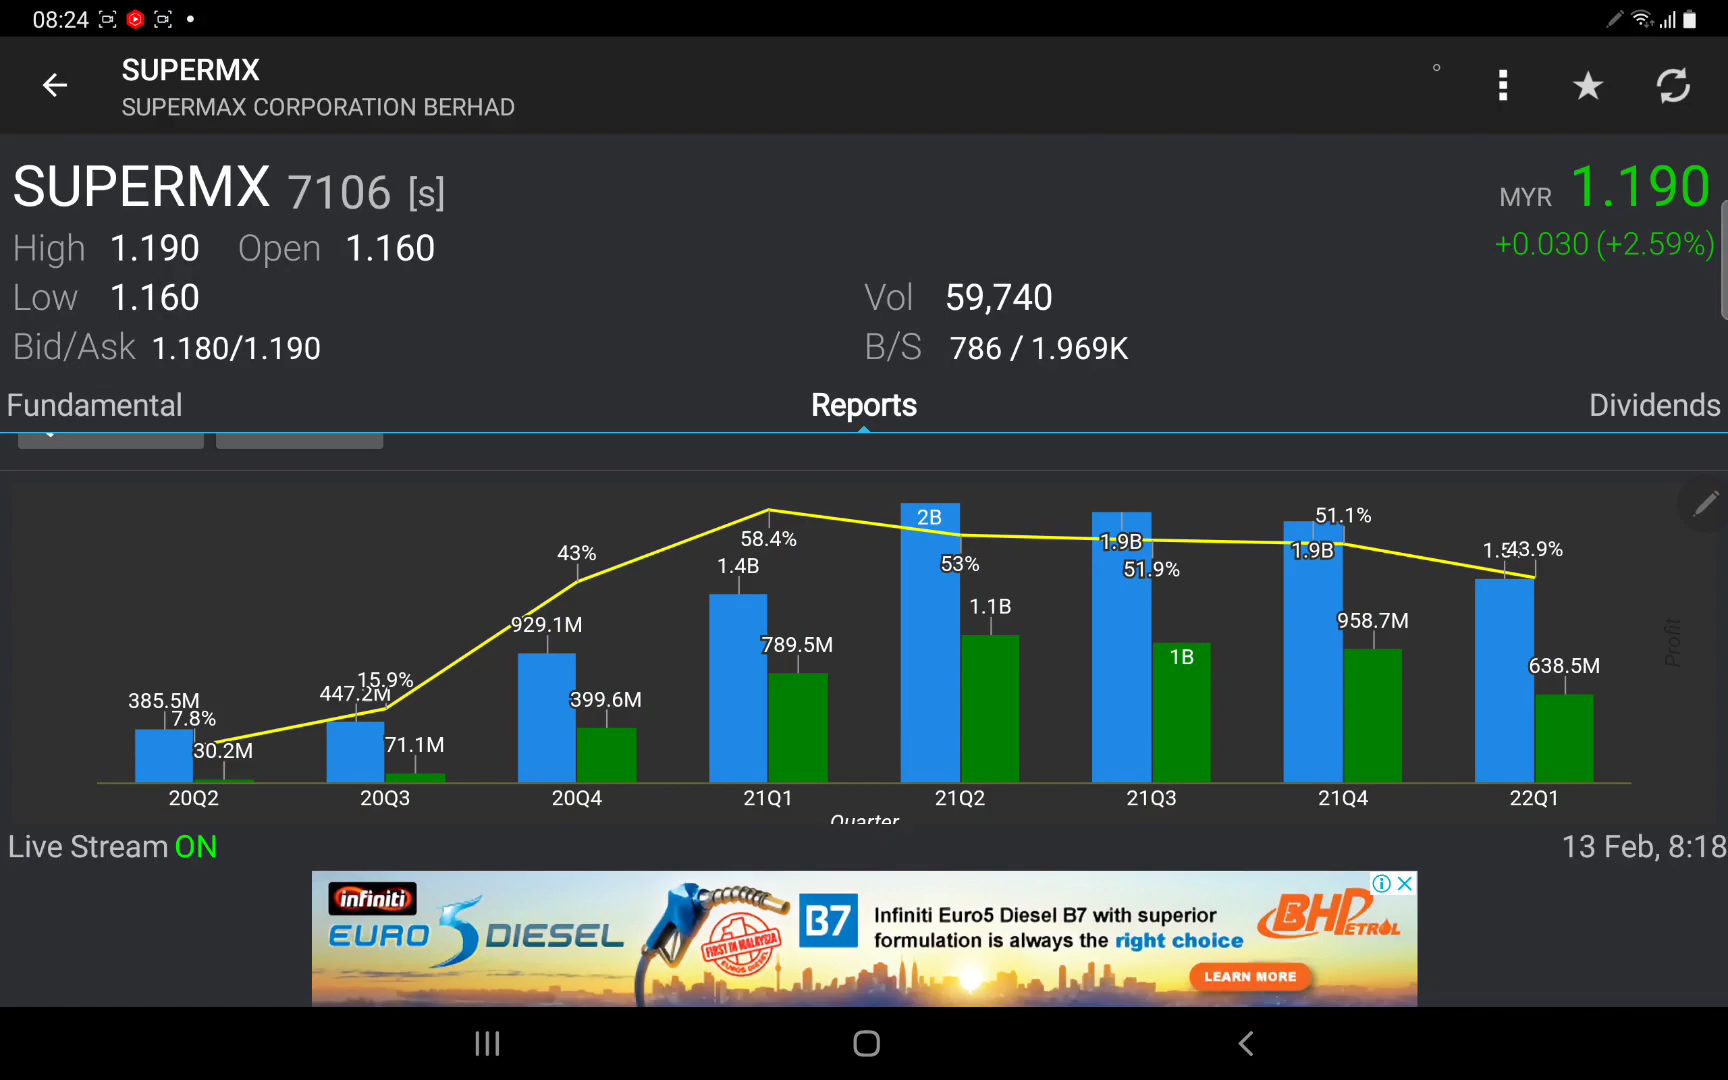 08:24
SUPERMX
SUPERMAX CORPORATION BERHAD
SUPERMX 7106 [s]
MYR 1.190
High 1.190 Open 1.160
+0.030 (+2.59%)
Low 1.160
Vol 59,740
Bid/Ask 1.180/1.190
B/S 786 / 1.969K
Fundamental
Reports
Dividends
385.5M
7.8%
30.2M
447.2M
15.9%
71.1M
929.1M
43%
399.6M
1.4B
58.4%
789.5M
2B
53%
1.1B
1.9B
51.9%
1B
1.9B
51.1%
958.7M
43.9%
638.5M
Profit
20Q2 20Q3 20Q4 21Q1 21Q2 21Q3 21Q4 22Q1
Quarter
Live Stream ON
13 Feb, 8:18
infiniti
EURO 5 DIESEL
FIRST IN MALAYSIA
B7
Infiniti Euro5 Diesel B7 with superior
formulation is always the right choice
BHPETROL
LEARN MORE